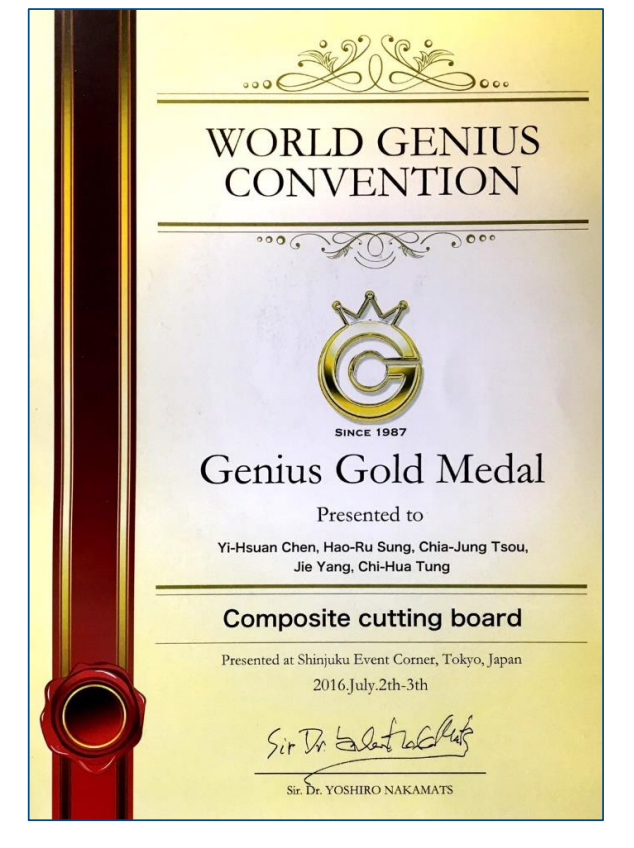 WORLD GENIUS
CONVENTION
SINCE 1987
Genius Gold Medal
Presented to
Yi-Hsuan Chen, Hao-Ru Sung, Chia-Jung Tsou,
Jie Yang, Chi-Hua Tung
Composite cutting board
Presented at Shinjuku Event Corner, Tokyo, Japan
2016.July.2th-3th
Sir Dr.
Sir. Dr. YOSHIRO NAKAMATS